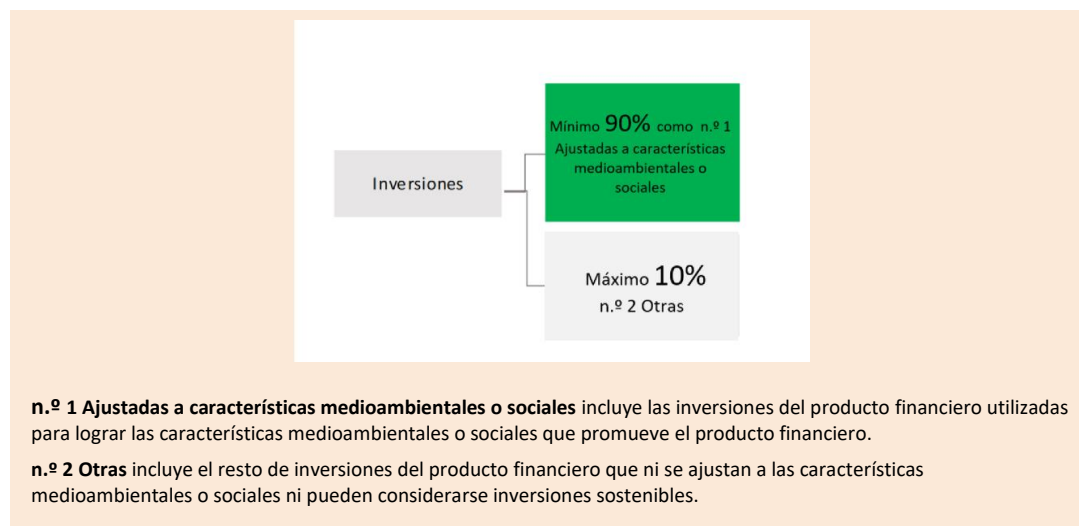 Mínimo 90% como n.º 1
Ajustadas a características
medioambientales o
sociales
Inversiones
Máximo 10%
n.º 2 Otras
n.º 1 Ajustadas a características medioambientales o sociales incluye las inversiones del producto financiero utilizadas
para lograr las características medioambientales o sociales que promueve el producto financiero.
n.º 2 Otras incluye el resto de inversiones del producto financiero que ni se ajustan a las características
medioambientales o sociales ni pueden considerarse inversiones sostenibles.